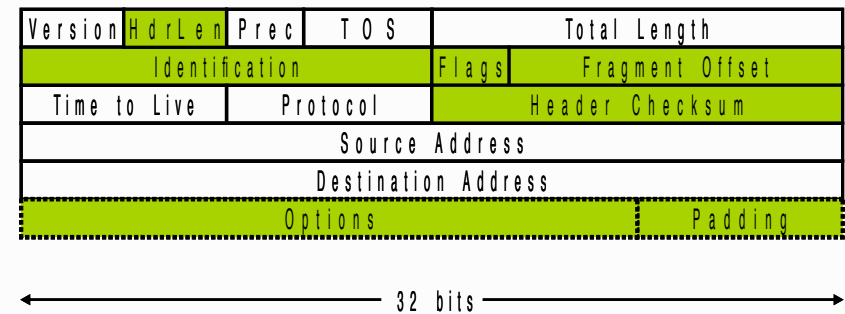 Version HdrLen Prec TOS Total Length
Identification Flags Fragment Offset
Time to Live Protocol Header Checksum
Source Address
Destination Address
Options Padding
32 bits